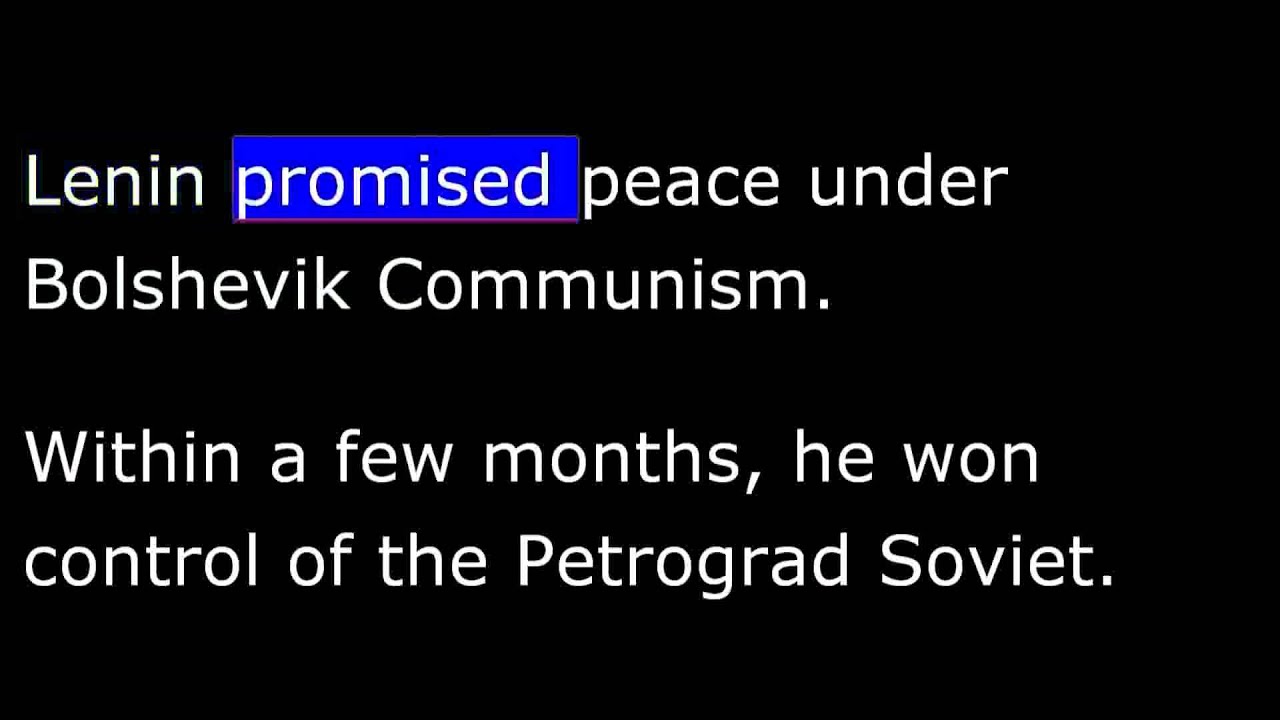 Lenin promised peace under
Bolshevik Communism.
Within a few months, he won
control of the Petrograd Soviet.